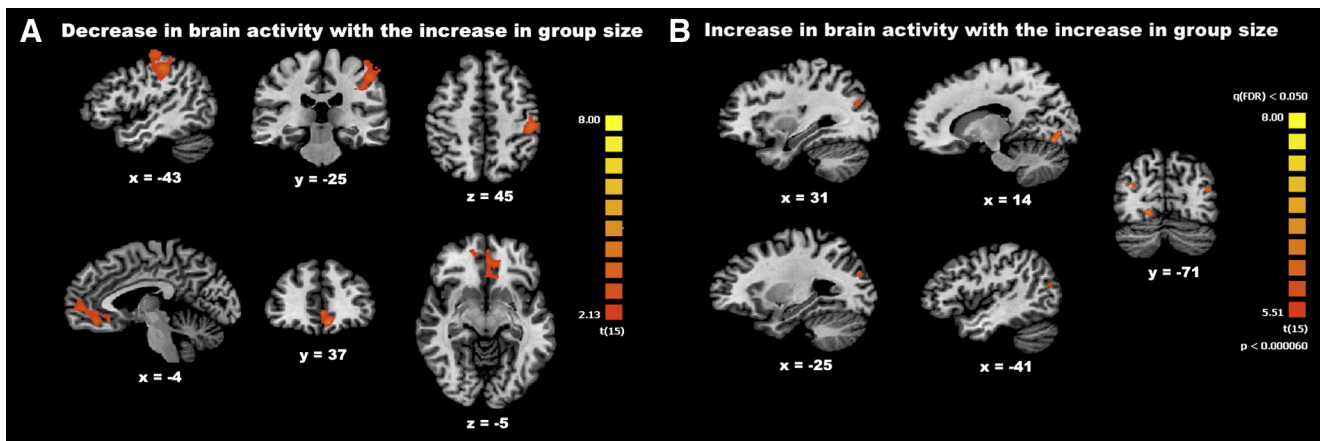 A Decrease in brain activity with the increase in group size
x = -43
y = -25
z = 45
x = -4
y = 37
z = -5
8.00
2.13
t(15)
B Increase in brain activity with the increase in group size
x = 31
x = 14
x = -25
x = -41
y = -71
q(FDR) < 0.050
8.00
5.51
t(15)
p < 0.000060